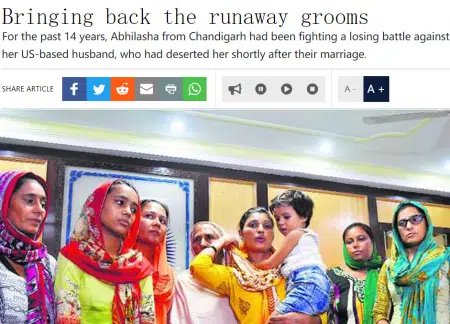 Bringing back the runaway grooms
For the past 14 years, Abhilasha from Chandigarh had been fighting a losing battle against
her US-based husband, who had deserted her shortly after their marriage.
SHARE ARTICLE
f
A -
A +